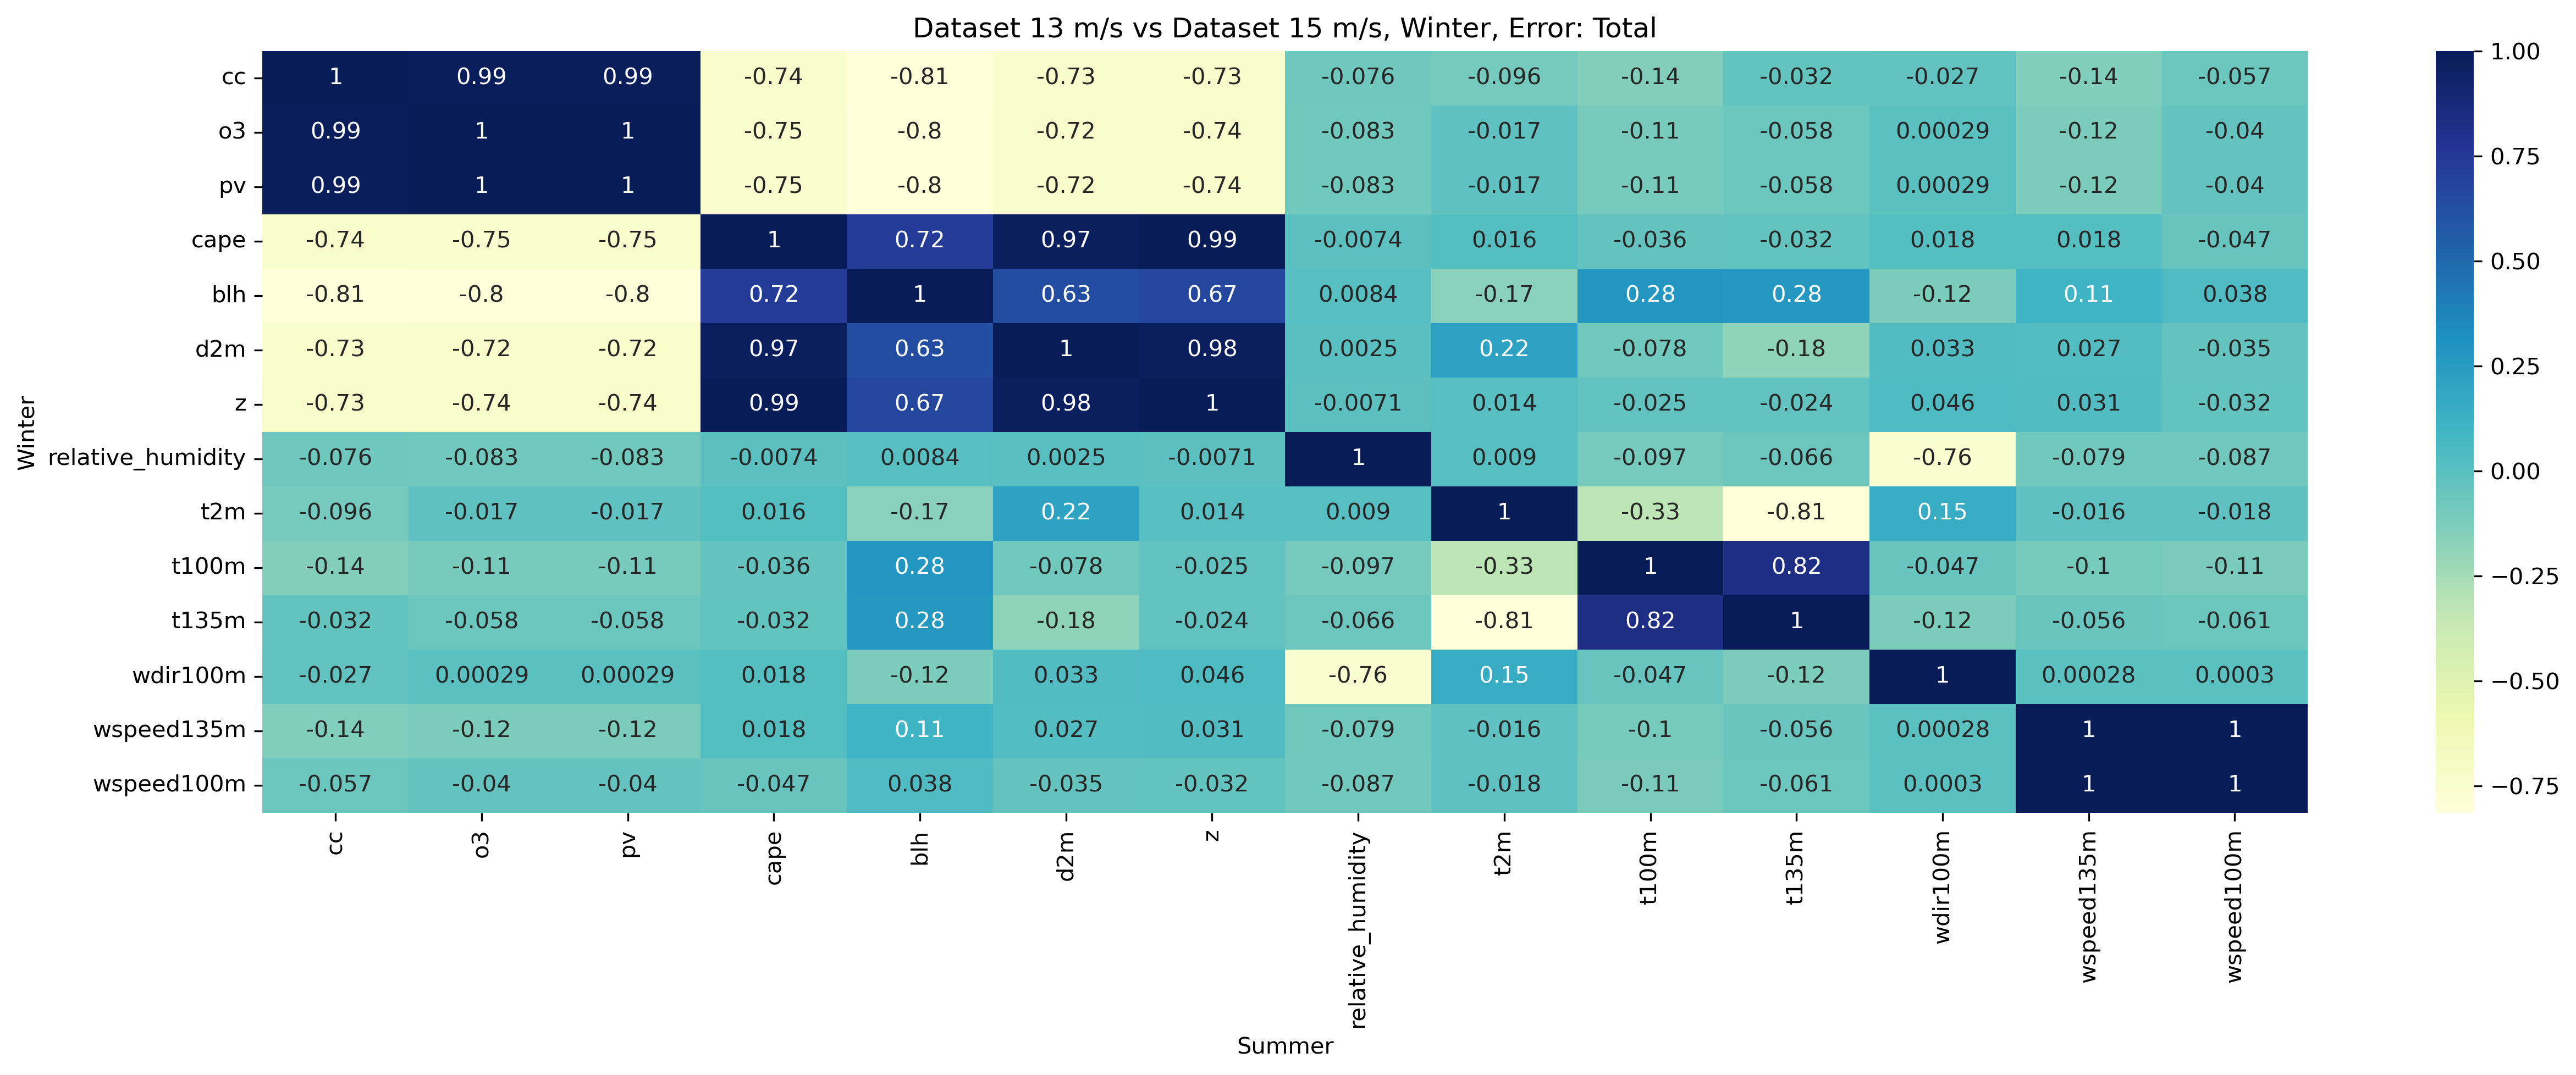 Dataset 13 m/s vs Dataset 15 m/s, Winter, Error: Total
Winter
cc 1 0.99 0.99 -0.74 -0.81 -0.73 -0.73 -0.076 -0.096 -0.14 -0.032 -0.027 -0.14 -0.057
o3 0.99 1 1 -0.75 -0.8 -0.72 -0.74 -0.083 -0.017 -0.11 -0.058 0.00029 -0.12 -0.04
pv 0.99 1 1 -0.75 -0.8 -0.72 -0.74 -0.083 -0.017 -0.11 -0.058 0.00029 -0.12 -0.04
cape -0.74 -0.75 -0.75 1 0.72 0.97 0.99 -0.0074 0.016 -0.036 -0.032 0.018 0.018 -0.047
blh -0.81 -0.8 -0.8 0.72 1 0.63 0.67 0.0084 -0.17 0.28 0.28 -0.12 0.11 0.038
d2m -0.73 -0.72 -0.72 0.97 0.63 1 0.98 0.0025 0.22 -0.078 -0.18 0.033 0.027 -0.035
z -0.73 -0.74 -0.74 0.99 0.67 0.98 1 -0.0071 0.014 -0.025 -0.024 0.046 0.031 -0.032
relative_humidity -0.076 -0.083 -0.083 -0.0074 0.0084 0.0025 -0.0071 1 0.009 -0.097 -0.066 -0.76 -0.079 -0.087
t2m -0.096 -0.017 -0.017 0.016 -0.17 0.22 0.014 0.009 1 -0.33 -0.81 0.15 -0.016 -0.018
t100m -0.14 -0.11 -0.11 -0.036 0.28 -0.078 -0.025 -0.097 -0.33 1 0.82 -0.047 -0.1 -0.11
t135m -0.032 -0.058 -0.058 -0.032 0.28 -0.18 -0.024 -0.066 -0.81 0.82 1 -0.12 -0.056 -0.061
wdir100m -0.027 0.00029 0.00029 0.018 -0.12 0.033 0.046 -0.76 0.15 -0.047 -0.12 1 0.00028 0.0003
wspeed135m -0.14 -0.12 -0.12 0.018 0.11 0.027 0.031 -0.079 -0.016 -0.1 -0.056 0.00028 1 1
wspeed100m -0.057 -0.04 -0.04 -0.047 0.038 -0.035 -0.032 -0.087 -0.018 -0.11 -0.061 0.0003 1 1
cc o3 pv cape blh d2m z relative_humidity t2m t100m t135m wdir100m wspeed135m wspeed100m
Summer
1.00
0.75
0.50
0.25
0.00
−0.25
−0.50
−0.75